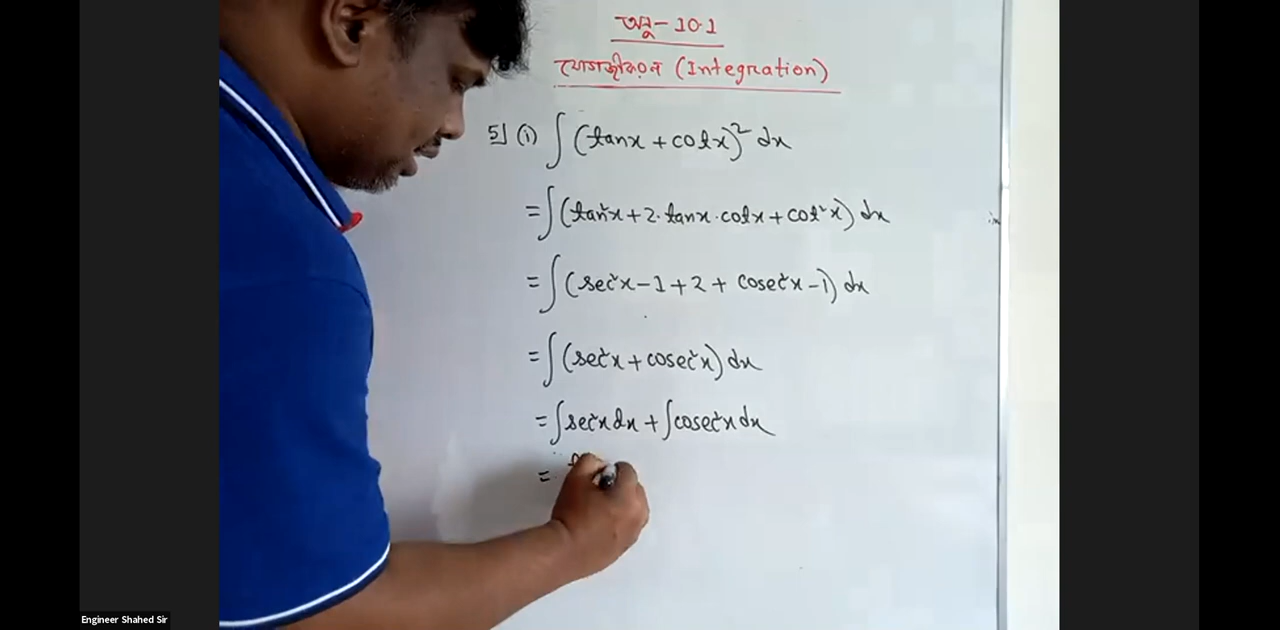 অনু - 10.1
যোগজীকরণ (Integration)
5] (i) ∫(tanx + cotx)² dx
= ∫(tan²x + 2·tanx·cotx + cot²x) dx
= ∫(sec²x - 1 + 2 + cosec²x - 1) dx
= ∫(sec²x + cosec²x) dx
= ∫sec²x dx + ∫cosec²x dx
=
Engineer Shahed Sir